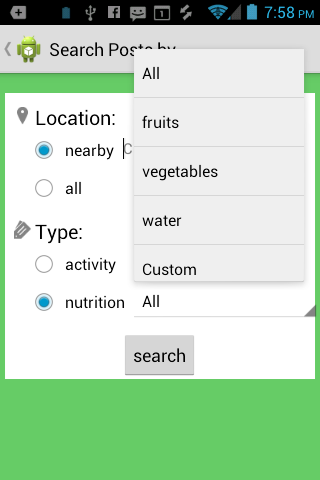 7:58 PM
Search Posts by
All
fruits
vegetables
water
Custom
Location:
nearby
all
Type:
activity
nutrition All
search